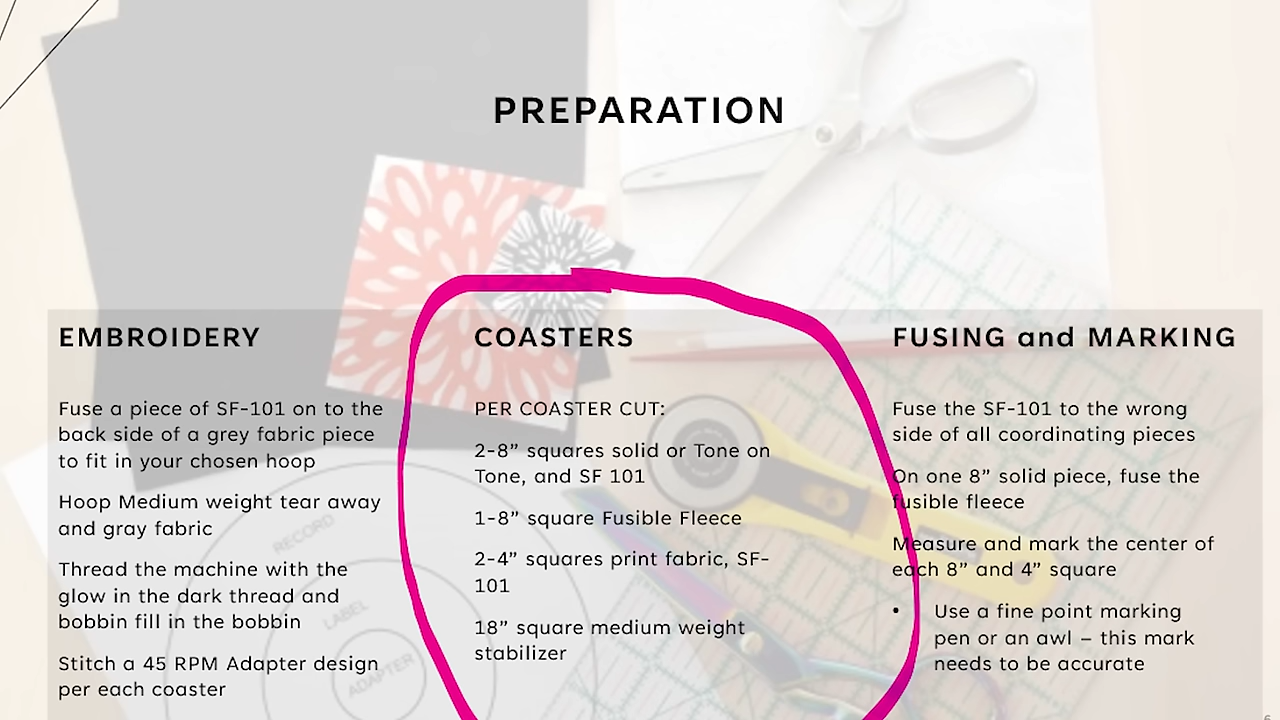 PREPARATION
EMBROIDERY
Fuse a piece of SF-101 on to the
back side of a grey fabric piece
to fit in your chosen hoop
Hoop Medium weight tear away
and gray fabric
Thread the machine with the
glow in the dark thread and
bobbin fill in the bobbin
Stitch a 45 RPM Adapter design
per each coaster
COASTERS
PER COASTER CUT:
2-8” squares solid or Tone on
Tone, and SF 101
1-8” square Fusible Fleece
2-4” squares print fabric, SF-
101
18” square medium weight
stabilizer
FUSING and MARKING
Fuse the SF-101 to the wrong
side of all coordinating pieces
On one 8” solid piece, fuse the
fusible fleece
Measure and mark the center of
each 8” and 4” square
• Use a fine point marking
pen or an awl – this mark
needs to be accurate
RECORD
LABEL
ADAPTER